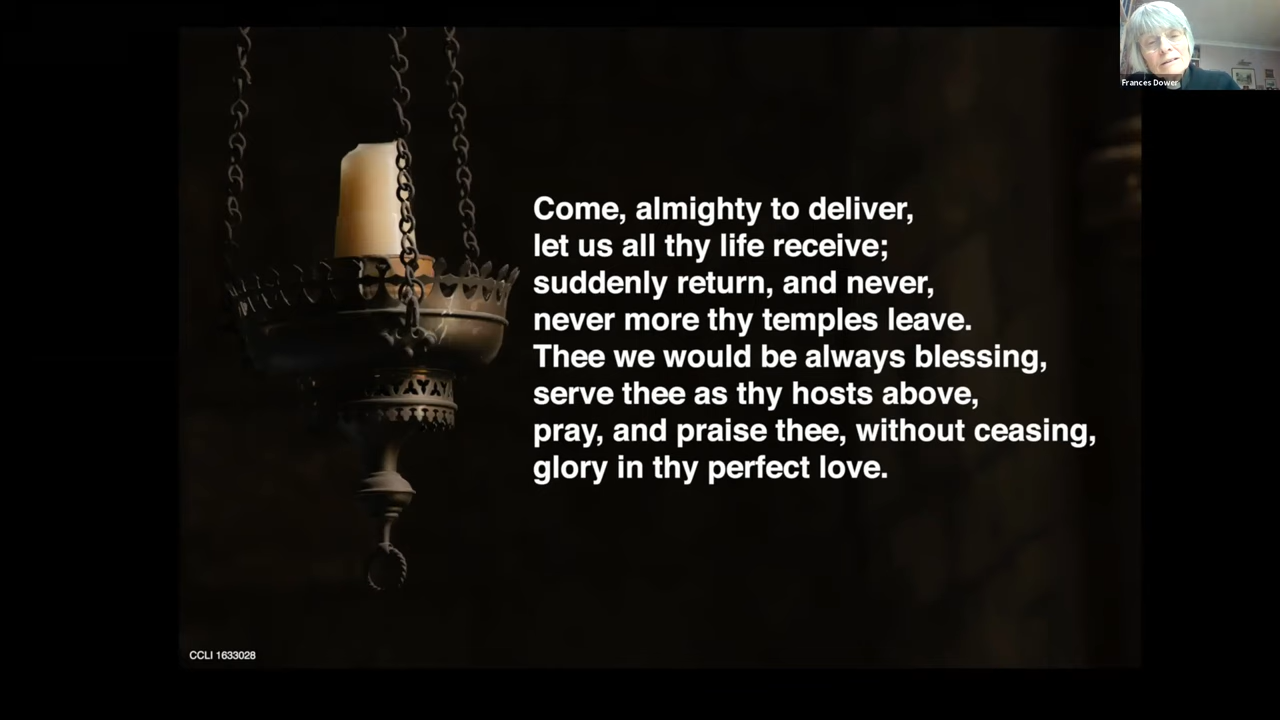 Frances Dower
Come, almighty to deliver,
let us all thy life receive;
suddenly return, and never,
never more thy temples leave.
Thee we would be always blessing,
serve thee as thy hosts above,
pray, and praise thee, without ceasing,
glory in thy perfect love.
CCLI 1633028